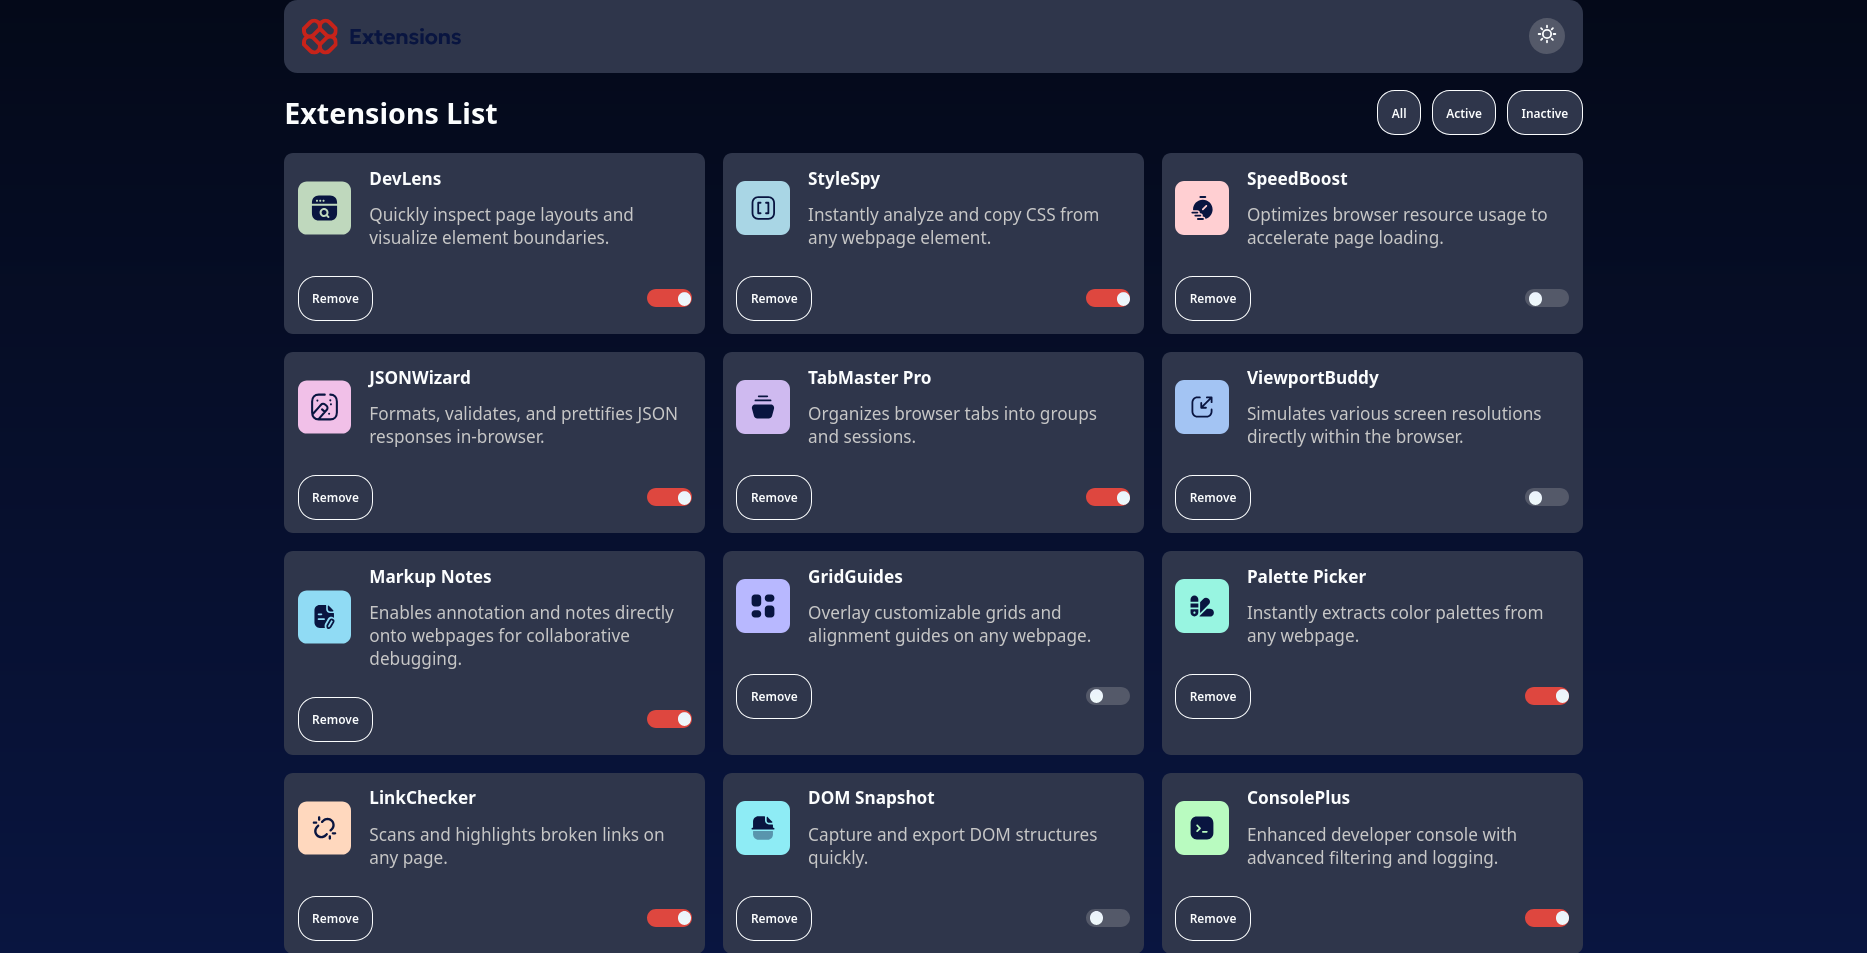 Extensions
Extensions List
All
Active
Inactive
DevLens
Quickly inspect page layouts and
visualize element boundaries.
Remove
StyleSpy
Instantly analyze and copy CSS from
any webpage element.
Remove
SpeedBoost
Optimizes browser resource usage to
accelerate page loading.
Remove
JSONWizard
Formats, validates, and prettifies JSON
responses in-browser.
Remove
TabMaster Pro
Organizes browser tabs into groups
and sessions.
Remove
ViewportBuddy
Simulates various screen resolutions
directly within the browser.
Remove
Markup Notes
Enables annotation and notes directly
onto webpages for collaborative
debugging.
Remove
GridGuides
Overlay customizable grids and
alignment guides on any webpage.
Remove
Palette Picker
Instantly extracts color palettes from
any webpage.
Remove
LinkChecker
Scans and highlights broken links on
any page.
Remove
DOM Snapshot
Capture and export DOM structures
quickly.
Remove
ConsolePlus
Enhanced developer console with
advanced filtering and logging.
Remove